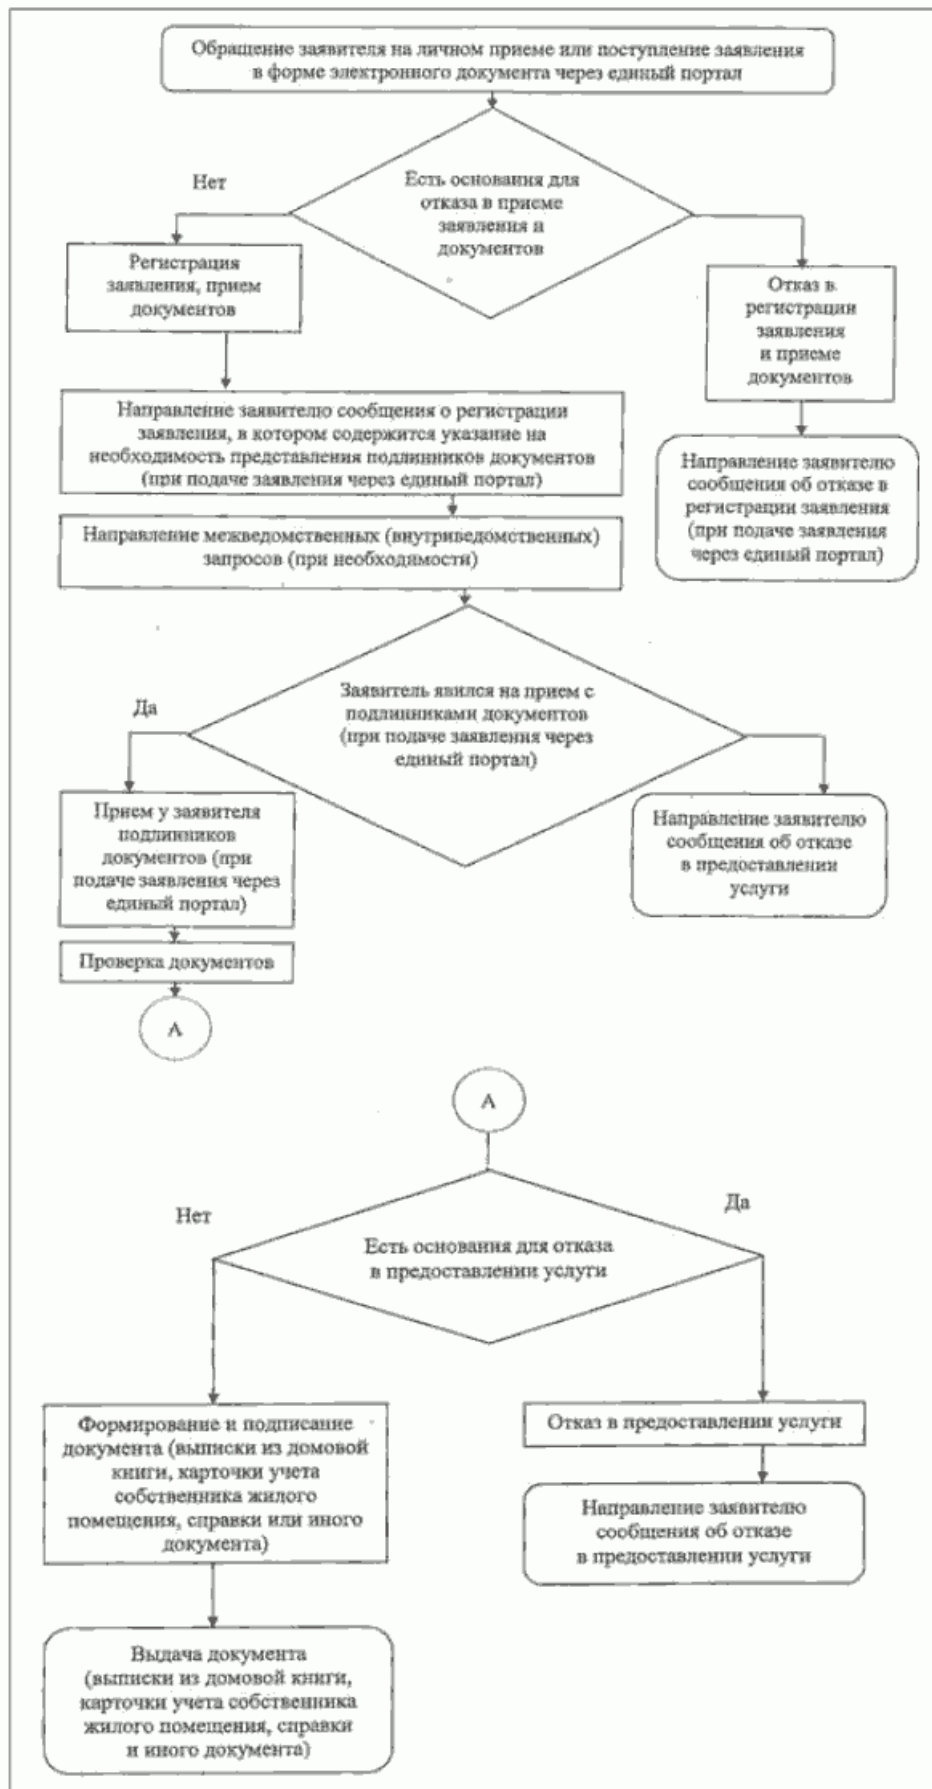 Обращение заявителя на личном приеме или поступление заявления
в форме электронного документа через единый портал
Есть основания для
отказа в приеме
заявления и
документов
Нет
Регистрация
заявления, прием
документов
Отказ в
регистрации
заявления
и приеме
документов
Направление заявителю сообщения о регистрации
заявления, в котором содержится указание на
необходимость представления подлинников документов
(при подаче заявления через единый портал)
Направление заявителю
сообщения об отказе в
регистрации заявления
(при подаче заявления
через единый портал)
Направление межведомственных (внутриведомственных)
запросов (при необходимости)
Заявитель явился на прием с
подлинниками документов
(при подаче заявления через
единый портал)
Да
Прием у заявителя
подлинников
документов (при
подаче заявления через
единый портал)
Направление заявителю
сообщения об отказе
в предоставлении
услуги
Проверка документов
А
А
Нет
Да
Есть основания для отказа
в предоставлении услуги
Формирование и подписание
документа (выписки из домовой
книги, карточки учета
собственника жилого
помещения, справки или иного
документа)
Отказ в предоставлении услуги
Направление заявителю
сообщения об отказе
в предоставлении услуги
Выдача документа
(выписки из домовой книги,
карточки учета собственника
жилого помещения, справки
и иного документа)